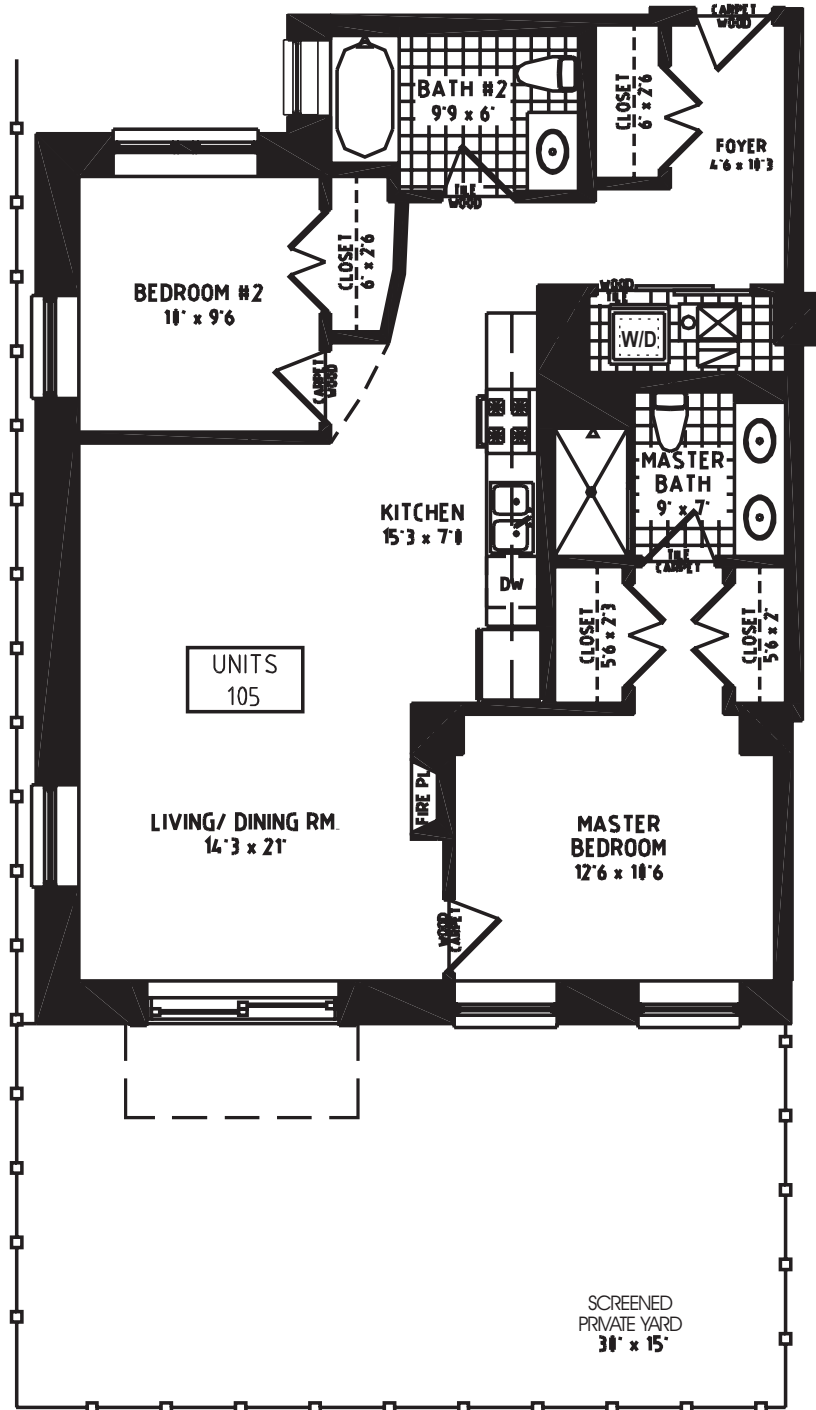 CARPET
WOOD
BATH #2
9'9 x 6'
CLOSET
6' x 2'6
FOYER
4'6 x 10'3
TILE
WOOD
CLOSET
6' x 2'6
BEDROOM #2
10' x 9'6
WOOD
TILE
W/D
CARPET
WOOD
MASTER
BATH
9' x 7'
KITCHEN
15'3 x 7'0
TILE
CARPET
DW
CLOSET
5'6 x 2'3
CLOSET
5'6 x 2'
UNITS
105
FIRE PL
LIVING/ DINING RM.
14'3 x 21'
MASTER
BEDROOM
12'6 x 10'6
WOOD
CARPET
SCREENED
PRIVATE YARD
30' x 15'